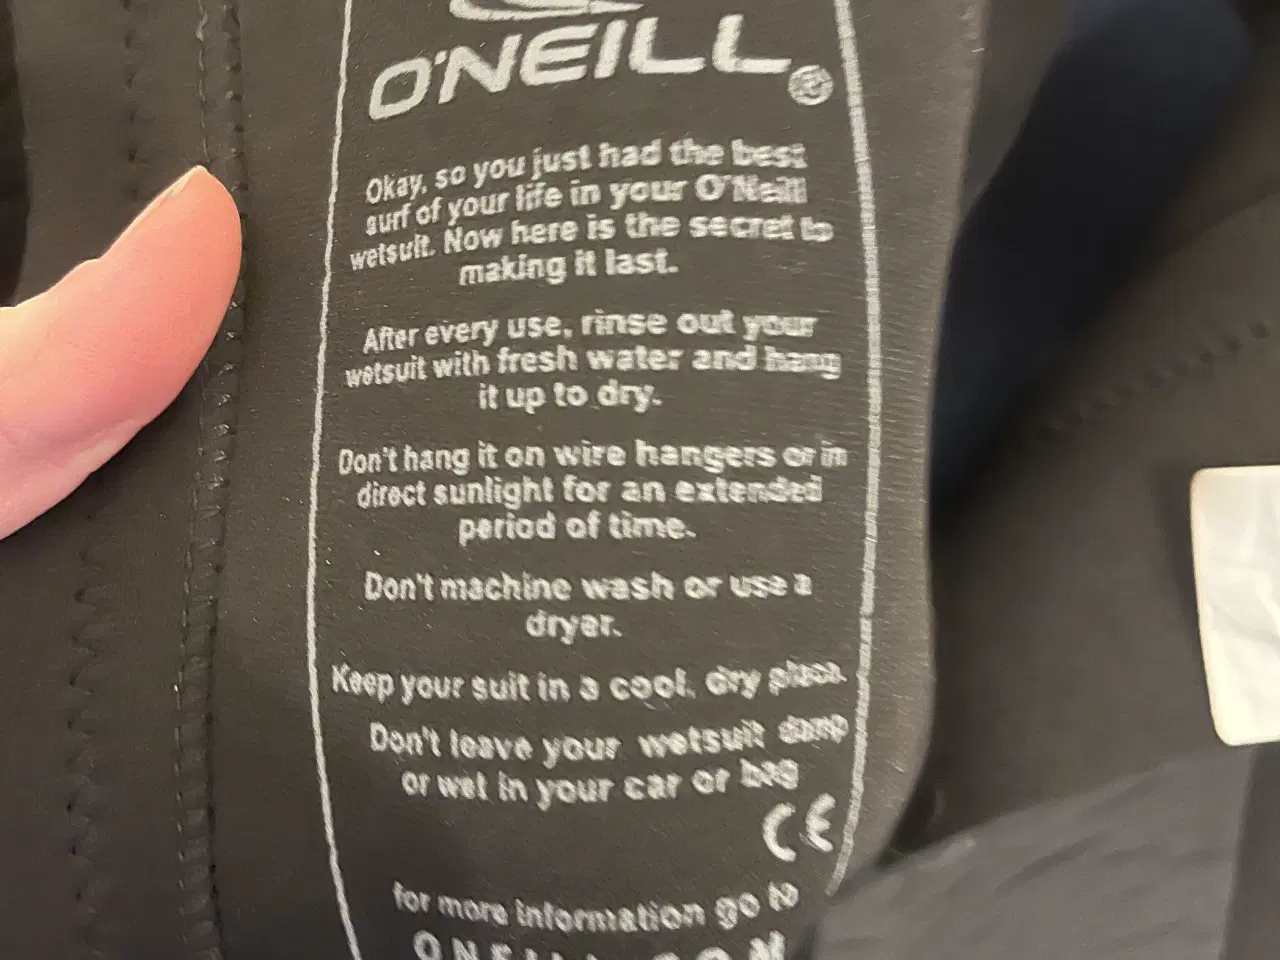 O'NEILL®
Okay, so you just had the best
surf of your life in your O'Neill
wetsuit. Now here is the secret to
making it last.
After every use, rinse out your
wetsuit with fresh water and hang
it up to dry.
Don't hang it on wire hangers or in
direct sunlight for an extended
period of time.
Don't machine wash or use a
dryer.
Keep your suit in a cool, dry place.
Don't leave your wetsuit damp
or wet in your car or bag
CE
for more information go to
ONEILL.COM